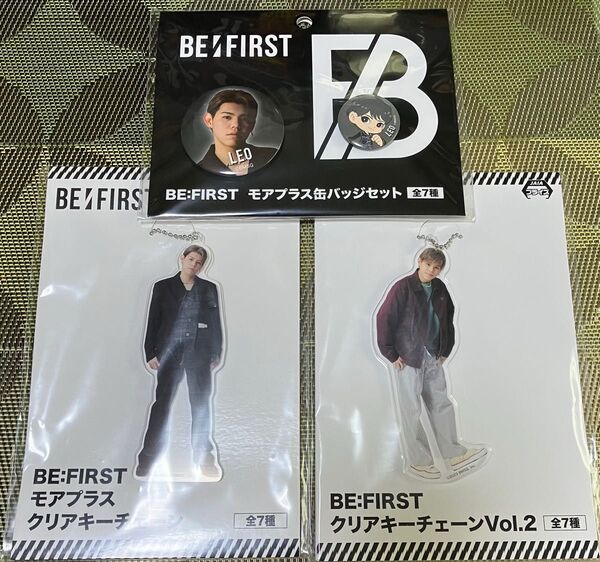 BE:FIRST
FB
LEO
LEO
BE:FIRST モアプラス缶バッジセット 全7種
BE:FIRST
BE:FIRST
モアプラス
クリアキーチェーン
全7種
JAIA
BE:FIRST
クリアキーチェーンVol.2 全7種